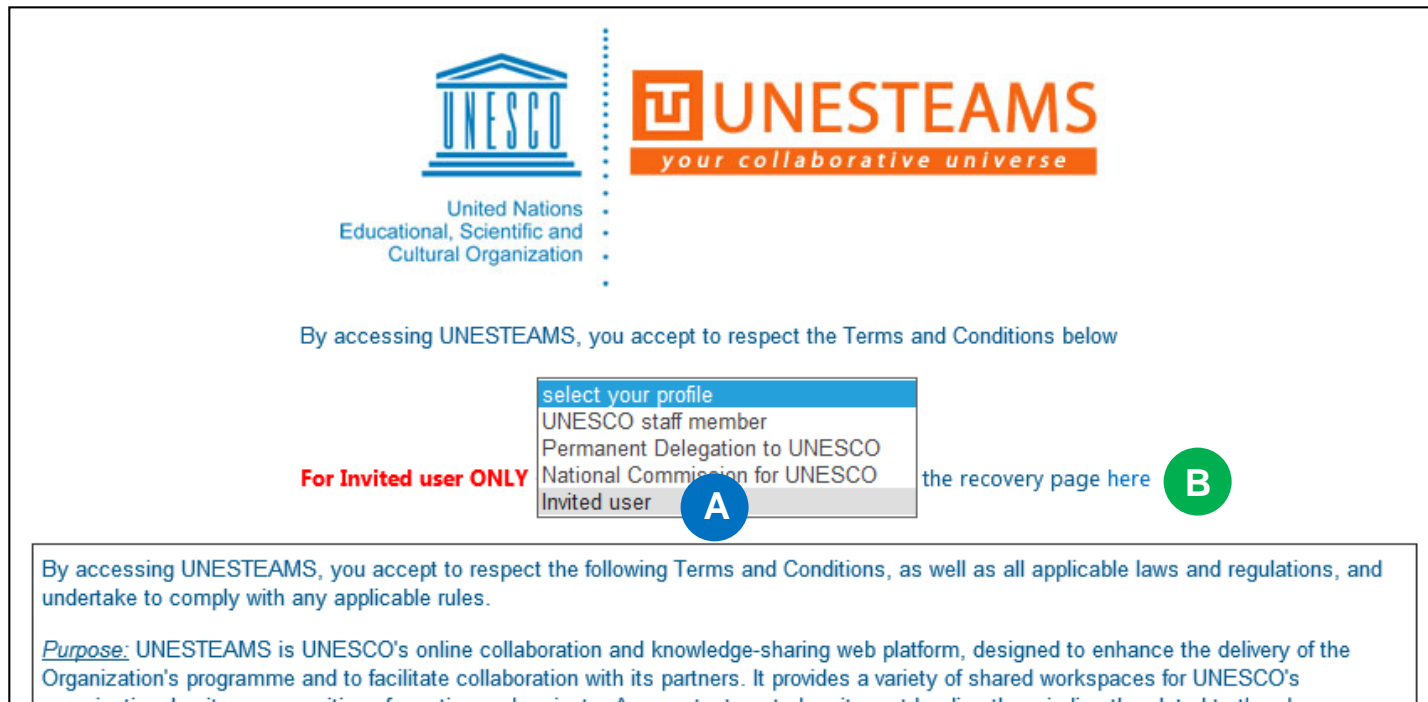 UNESCO
United Nations
Educational, Scientific and
Cultural Organization
UNESTEAMS
your collaborative universe
By accessing UNESTEAMS, you accept to respect the Terms and Conditions below
select your profile
UNESCO staff member
Permanent Delegation to UNESCO
National Commission for UNESCO
Invited user
A
For Invited user ONLY
the recovery page here
B
By accessing UNESTEAMS, you accept to respect the following Terms and Conditions, as well as all applicable laws and regulations, and
undertake to comply with any applicable rules.
Purpose: UNESTEAMS is UNESCO's online collaboration and knowledge-sharing web platform, designed to enhance the delivery of the
Organization's programme and to facilitate collaboration with its partners. It provides a variety of shared workspaces for UNESCO's